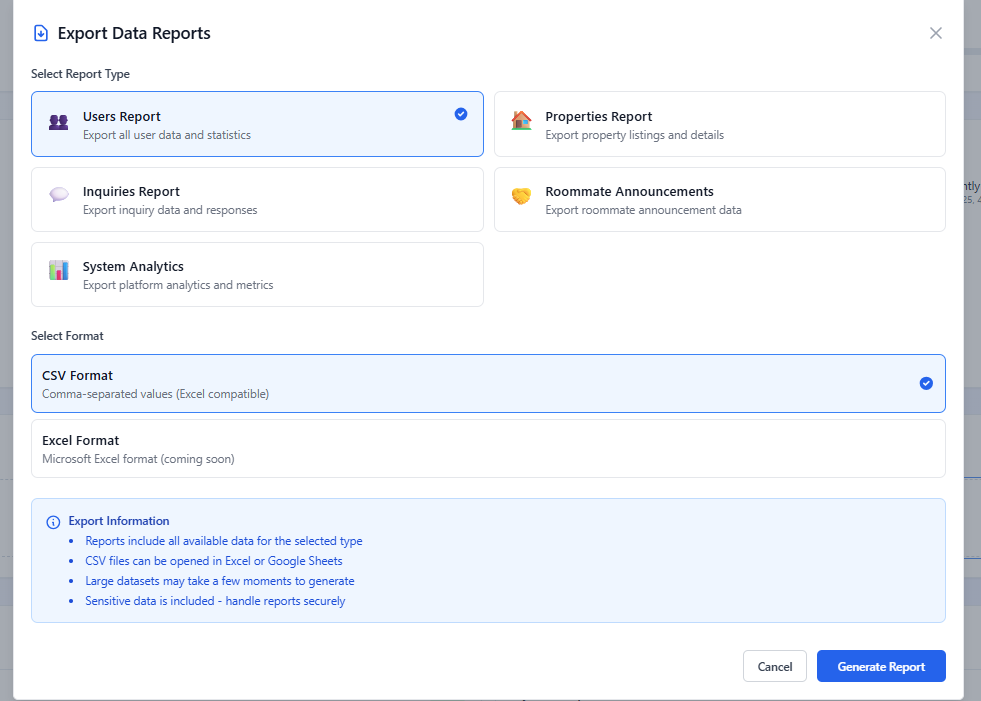 Export Data Reports
Select Report Type
Users Report
Export all user data and statistics
Properties Report
Export property listings and details
Inquiries Report
Export inquiry data and responses
Roommate Announcements
Export roommate announcement data
System Analytics
Export platform analytics and metrics
Select Format
CSV Format
Comma-separated values (Excel compatible)
Excel Format
Microsoft Excel format (coming soon)
Export Information
• Reports include all available data for the selected type
• CSV files can be opened in Excel or Google Sheets
• Large datasets may take a few moments to generate
• Sensitive data is included - handle reports securely
Cancel
Generate Report